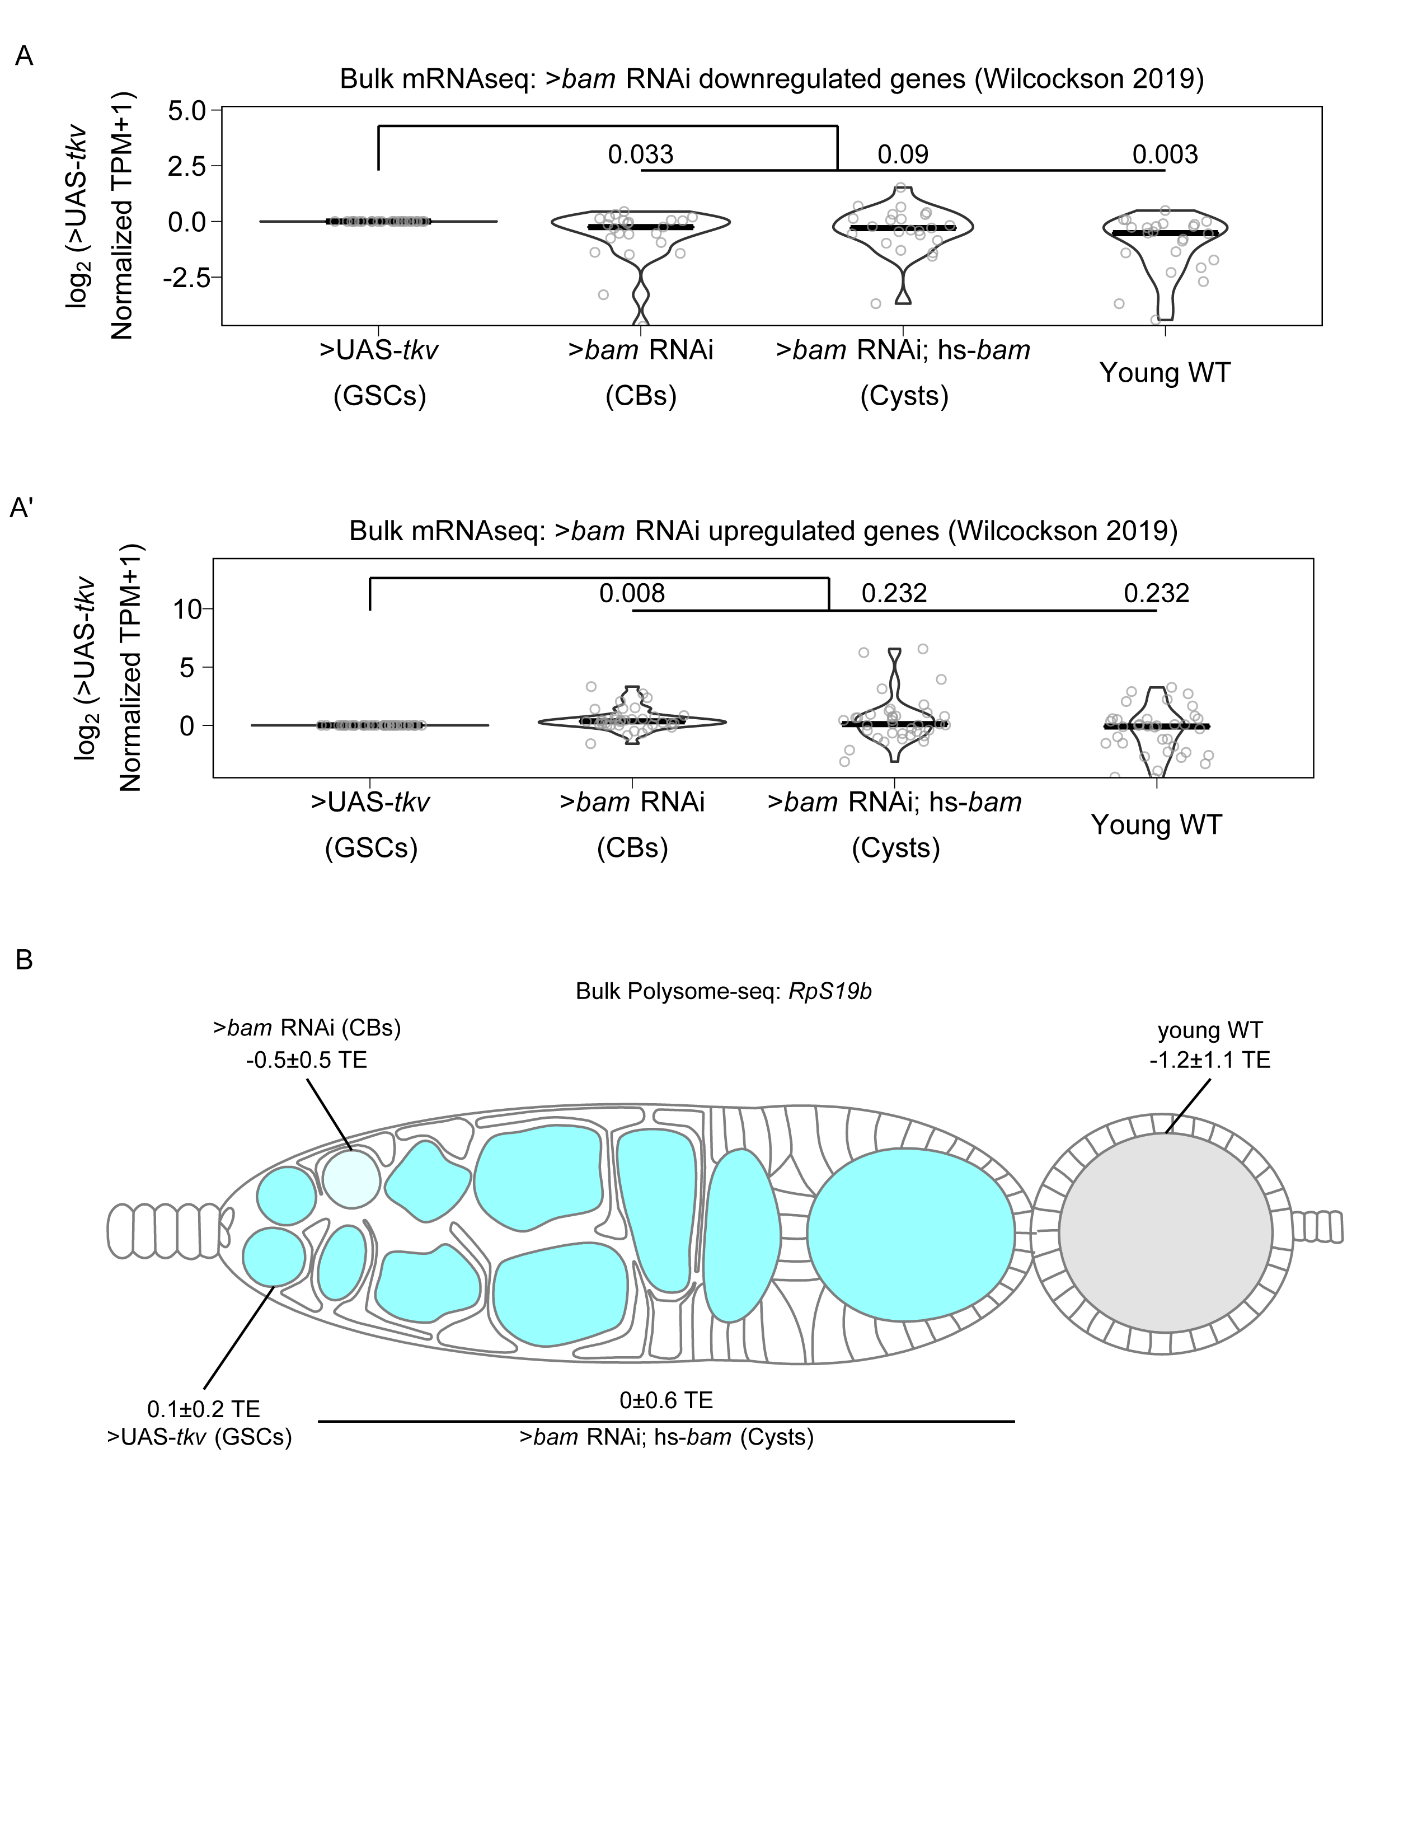 A
Bulk mRNAseq: >bam RNAi downregulated genes (Wilcockson 2019)
log2 (>UAS-tkv
Normalized TPM+1)
5.0
2.5
0.0
-2.5
0.033
0.09
0.003
>UAS-tkv
(GSCs)
>bam RNAi
(CBs)
>bam RNAi; hs-bam
(Cysts)
Young WT
A'
Bulk mRNAseq: >bam RNAi upregulated genes (Wilcockson 2019)
log2 (>UAS-tkv
Normalized TPM+1)
10
5
0
0.008
0.232
0.232
>UAS-tkv
(GSCs)
>bam RNAi
(CBs)
>bam RNAi; hs-bam
(Cysts)
Young WT
B
Bulk Polysome-seq: RpS19b
>bam RNAi (CBs)
-0.5±0.5 TE
young WT
-1.2±1.1 TE
0.1±0.2 TE
>UAS-tkv (GSCs)
0±0.6 TE
>bam RNAi; hs-bam (Cysts)